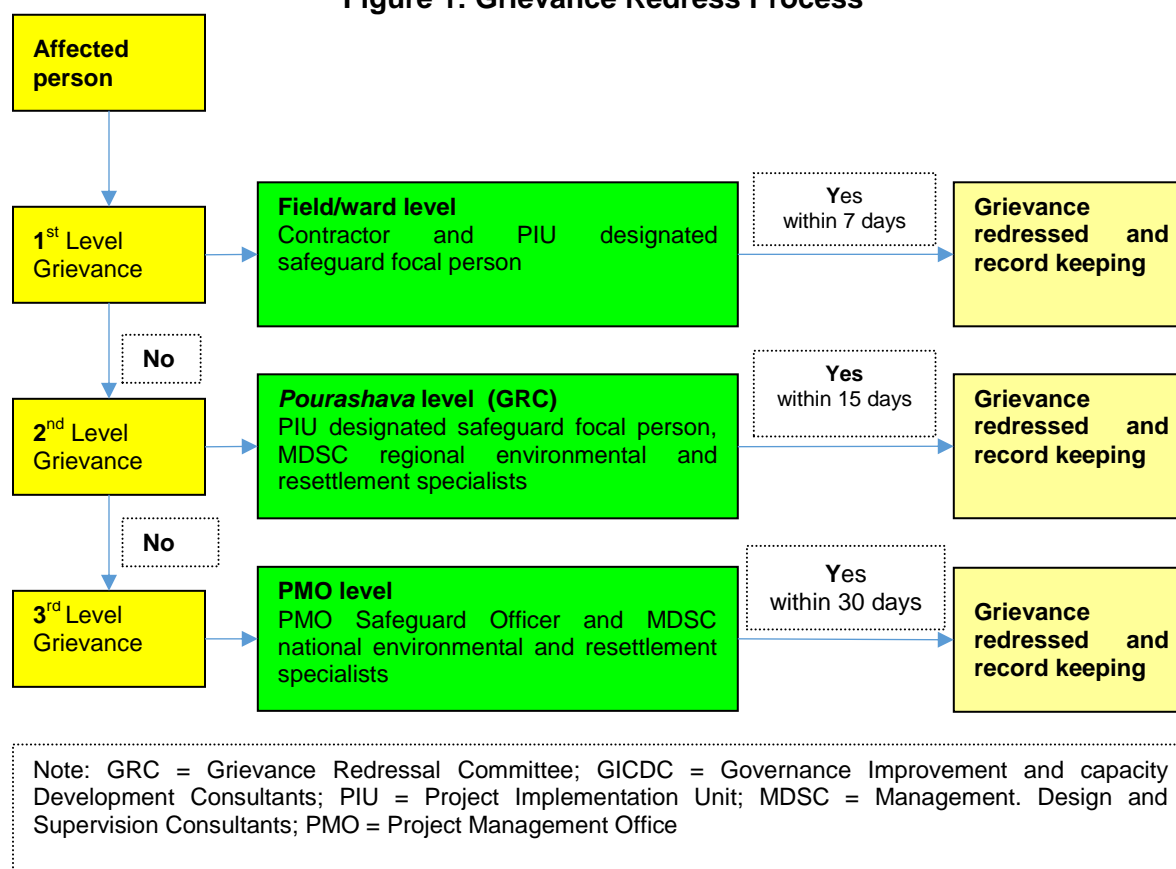 Figure 1: Grievance Redress Process
Affected
person
1st Level
Grievance
Field/ward level
Contractor and PIU designated
safeguard focal person
Yes
within 7 days
Grievance
redressed and
record keeping
No
2nd Level
Grievance
Pourashava level (GRC)
PIU designated safeguard focal person,
MDSC regional environmental and
resettlement specialists
Yes
within 15 days
Grievance
redressed and
record keeping
No
3rd Level
Grievance
PMO level
PMO Safeguard Officer and MDSC
national environmental and resettlement
specialists
Yes
within 30 days
Grievance
redressed and
record keeping
Note: GRC = Grievance Redressal Committee; GICDC = Governance Improvement and capacity
Development Consultants; PIU = Project Implementation Unit; MDSC = Management. Design and
Supervision Consultants; PMO = Project Management Office